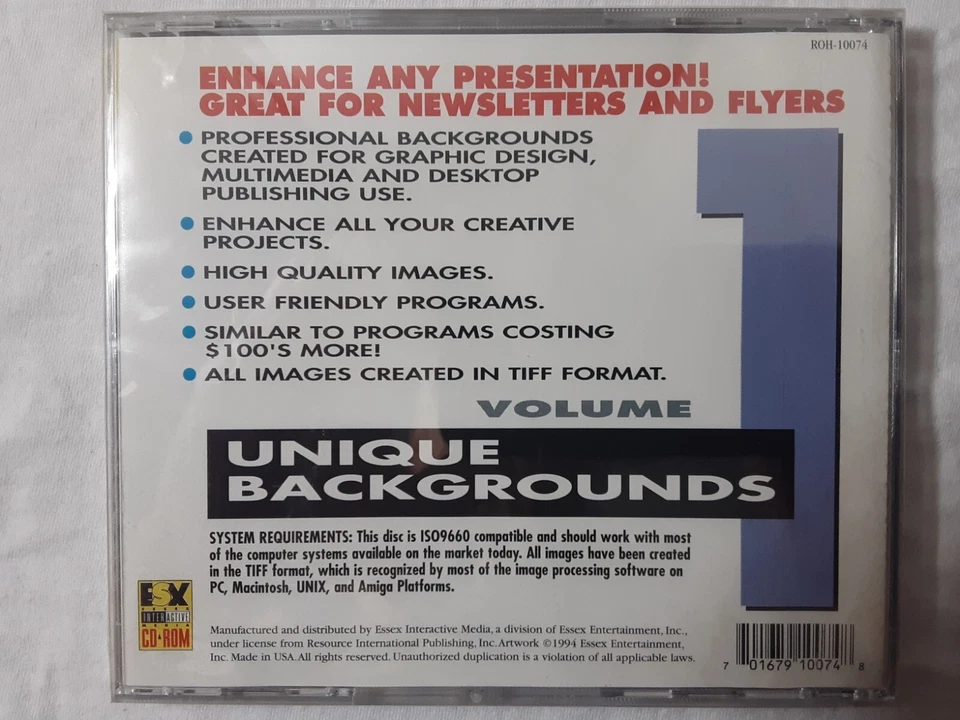 ROH-10074
ENHANCE ANY PRESENTATION!
GREAT FOR NEWSLETTERS AND FLYERS
PROFESSIONAL BACKGROUNDS
CREATED FOR GRAPHIC DESIGN,
MULTIMEDIA AND DESKTOP
PUBLISHING USE.
ENHANCE ALL YOUR CREATIVE
PROJECTS.
HIGH QUALITY IMAGES.
USER FRIENDLY PROGRAMS.
SIMILAR TO PROGRAMS COSTING
$100'S MORE!
ALL IMAGES CREATED IN TIFF FORMAT.
VOLUME
1
UNIQUE
BACKGROUNDS
SYSTEM REQUIREMENTS: This disc is ISO9660 compatible and should work with most
of the computer systems available on the market today. All images have been created
in the TIFF format, which is recognized by most of the image processing software on
PC, Macintosh, UNIX, and Amiga Platforms.
ESX
ESSEX
INTERACTIVE
MEDIA
CD-ROM
Manufactured and distributed by Essex Interactive Media, a division of Essex Entertainment, Inc.,
under license from Resource International Publishing, Inc. Artwork ©1994 Essex Entertainment,
Inc. Made in USA. All rights reserved. Unauthorized duplication is a violation of all applicable laws.
7 01679 10074 8